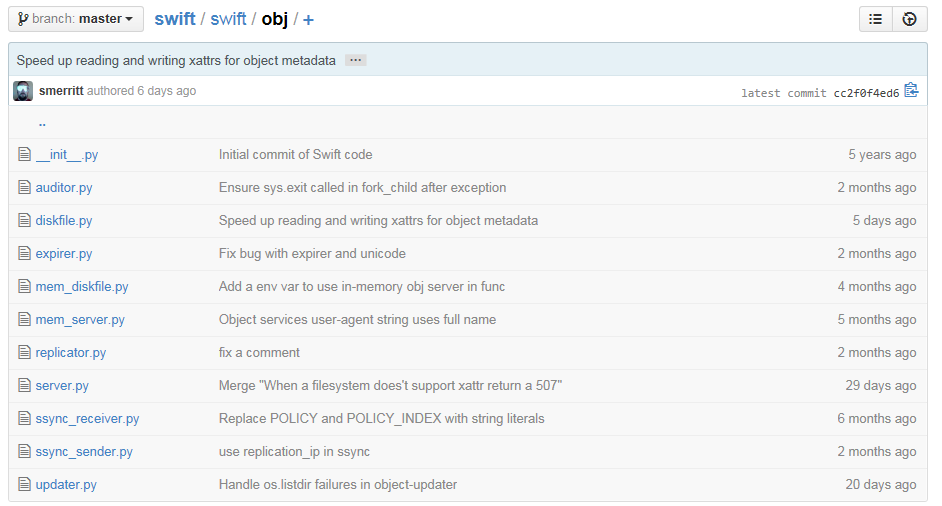 branch: master swift / swift / obj / +
Speed up reading and writing xattrs for object metadata ...
smerritt authored 6 days ago latest commit cc2f0f4ed6
..
__init__.py Initial commit of Swift code 5 years ago
auditor.py Ensure sys.exit called in fork_child after exception 2 months ago
diskfile.py Speed up reading and writing xattrs for object metadata 5 days ago
expirer.py Fix bug with expirer and unicode 2 months ago
mem_diskfile.py Add a env var to use in-memory obj server in func 4 months ago
mem_server.py Object services user-agent string uses full name 5 months ago
replicator.py fix a comment 2 months ago
server.py Merge "When a filesystem does't support xattr return a 507" 29 days ago
ssync_receiver.py Replace POLICY and POLICY_INDEX with string literals 6 months ago
ssync_sender.py use replication_ip in ssync 2 months ago
updater.py Handle os.listdir failures in object-updater 20 days ago